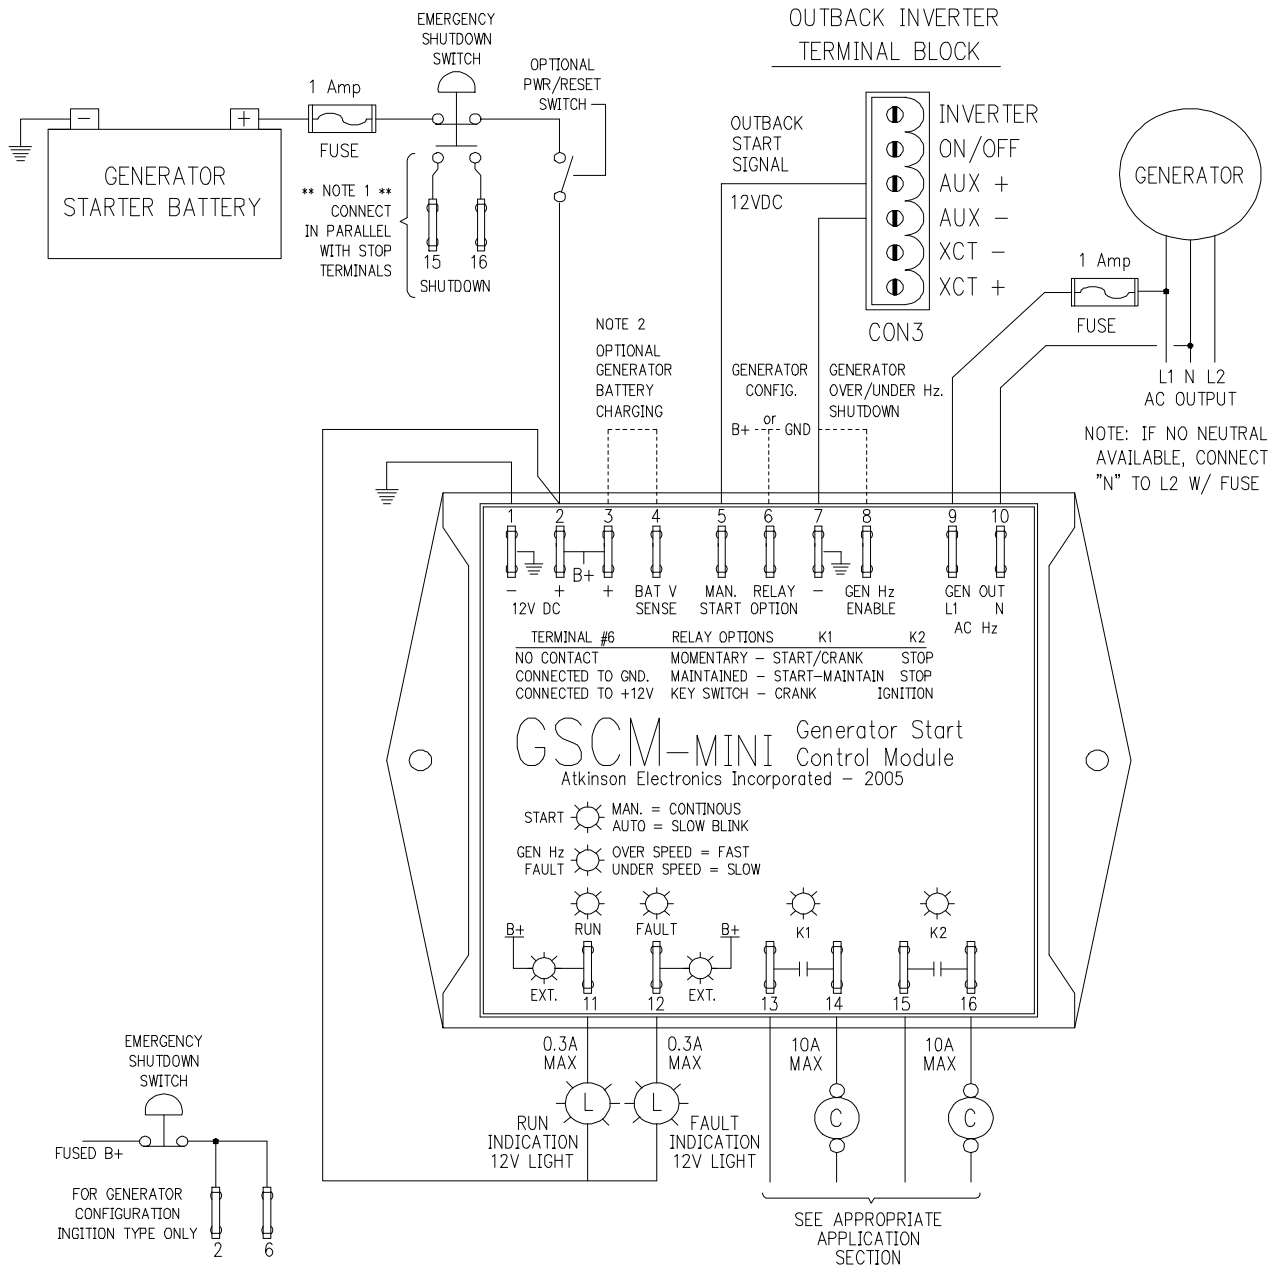 OUTBACK INVERTER
TERMINAL BLOCK
EMERGENCY
SHUTDOWN
SWITCH
OPTIONAL
PWR/RESET
SWITCH
1 Amp
FUSE
-
+
GENERATOR
STARTER BATTERY
** NOTE 1 **
CONNECT
IN PARALLEL
WITH STOP
TERMINALS
15
16
SHUTDOWN
OUTBACK
START
SIGNAL
12VDC
INVERTER
ON/OFF
AUX +
AUX -
XCT -
XCT +
CON3
GENERATOR
1 Amp
FUSE
L1 N L2
AC OUTPUT
NOTE: IF NO NEUTRAL
AVAILABLE, CONNECT
"N" TO L2 W/ FUSE
NOTE 2
OPTIONAL
GENERATOR
BATTERY
CHARGING
GENERATOR
CONFIG.
or
B+
GND
GENERATOR
OVER/UNDER Hz.
SHUTDOWN
1 2 3 4 5 6 7 8 9 10
B+
- + +
12V DC
BAT V
SENSE
MAN.
START
RELAY
OPTION
-
GEN Hz
ENABLE
GEN OUT
L1 N
AC Hz
TERMINAL #6 RELAY OPTIONS K1 K2
NO CONTACT MOMENTARY - START/CRANK STOP
CONNECTED TO GND. MAINTAINED - START-MAINTAIN STOP
CONNECTED TO +12V KEY SWITCH - CRANK IGNITION
GSCM-MINI
Generator Start
Control Module
Atkinson Electronics Incorporated - 2005
START
MAN. = CONTINOUS
AUTO = SLOW BLINK
GEN Hz
FAULT
OVER SPEED = FAST
UNDER SPEED = SLOW
B+
RUN
FAULT
B+
K1
K2
EXT.
EXT.
11 12 13 14 15 16
0.3A
MAX
0.3A
MAX
10A
MAX
10A
MAX
L
L
C
C
RUN
INDICATION
12V LIGHT
FAULT
INDICATION
12V LIGHT
SEE APPROPRIATE
APPLICATION
SECTION
EMERGENCY
SHUTDOWN
SWITCH
FUSED B+
FOR GENERATOR
CONFIGURATION
INGITION TYPE ONLY
2
6